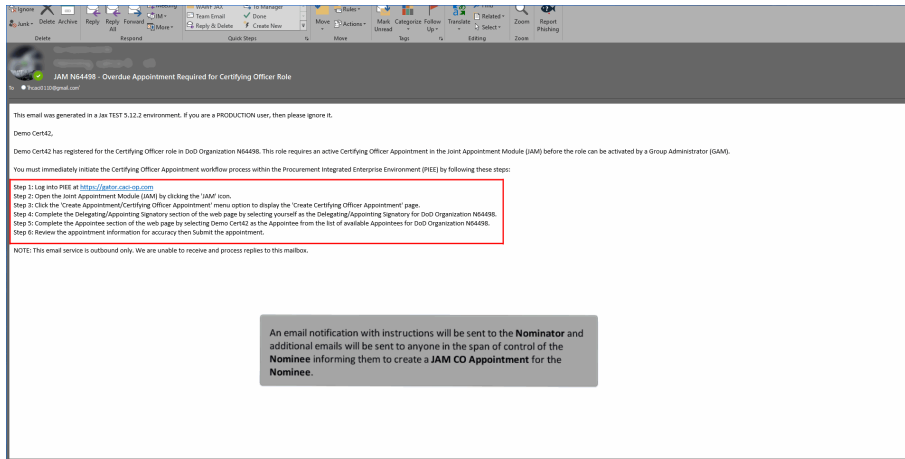 Ignore
Junk Delete Archive Reply Reply All Forward Meeting IM More
WARF JAX To Manager
Team Email Done
Reply & Delete Create New
Move Rules Actions Mark Unread Categorize Follow Up Translate Find Related Select Zoom Report Phishing
Delete Respond Quick Steps Move Tags Editing Zoom
JAM N64498 - Overdue Appointment Required for Certifying Officer Role
To
This email was generated in a Jax TEST 5.12.2 environment. If you are a PRODUCTION user, then please ignore it.
Demo Cert42,
Demo Cert42 has registered for the Certifying Officer role in DoD Organization N64498. This role requires an active Certifying Officer Appointment in the Joint Appointment Module (JAM) before the role can be activated by a Group Administrator (GAM).
You must immediately initiate the Certifying Officer Appointment workflow process within the Procurement Integrated Enterprise Environment (PIEE) by following these steps:
Step 1: Log into PIEE at https://gator.caci-op.com
Step 2: Open the Joint Appointment Module (JAM) by clicking the 'JAM' icon.
Step 3: Click the 'Create Appointment/Certifying Officer Appointment' menu option to display the 'Create Certifying Officer Appointment' page.
Step 4: Complete the Delegating/Appointing Signatory section of the web page by selecting yourself as the Delegating/Appointing Signatory for DoD Organization N64498.
Step 5: Complete the Appointee section of the web page by selecting Demo Cert42 as the Appointee from the list of available Appointees for DoD Organization N64498.
Step 6: Review the appointment information for accuracy then Submit the appointment.
NOTE: This email service is outbound only. We are unable to receive and process replies to this mailbox.
An email notification with instructions will be sent to the Nominator and
additional emails will be sent to anyone in the span of control of the
Nominee informing them to create a JAM CO Appointment for the
Nominee.